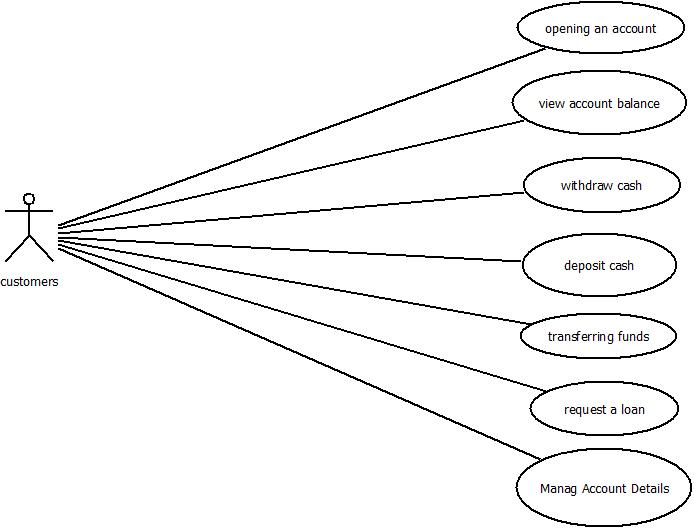 opening an account
view account balance
withdraw cash
deposit cash
customers
transferring funds
request a loan
Manag Account Details